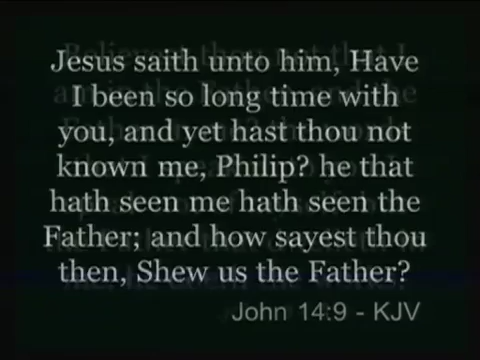 Jesus saith unto him, Have
I been so long time with
you, and yet hast thou not
known me, Philip? he that
hath seen me hath seen the
Father; and how sayest thou
then, Shew us the Father?
John 14:9 - KJV